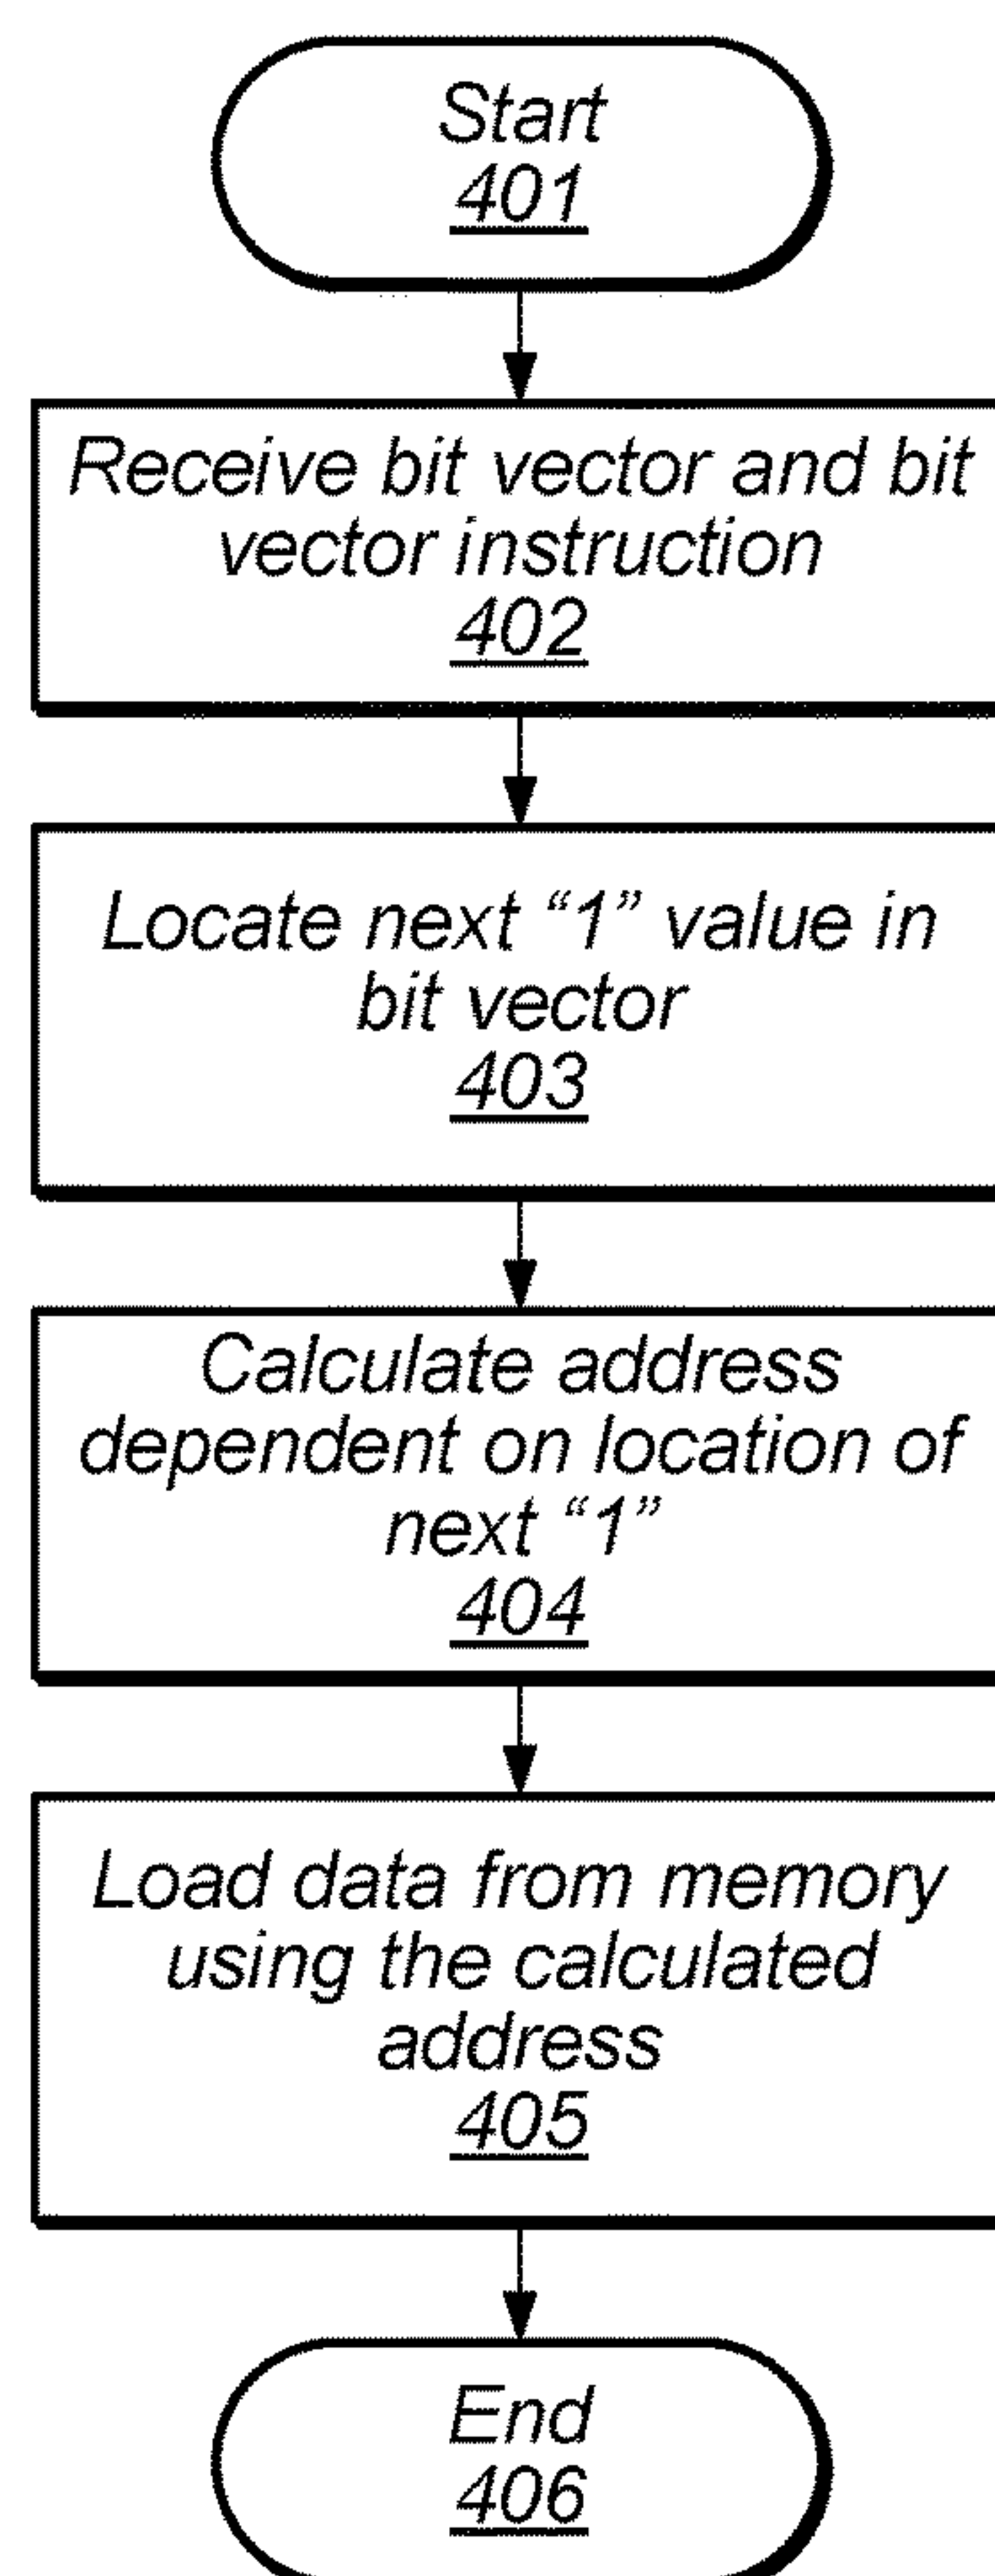 Start
401
Receive bit vector and bit
vector instruction
402
Locate next “1” value in
bit vector
403
Calculate address
dependent on location of
next “1”
404
Load data from memory
using the calculated
address
405
End
406